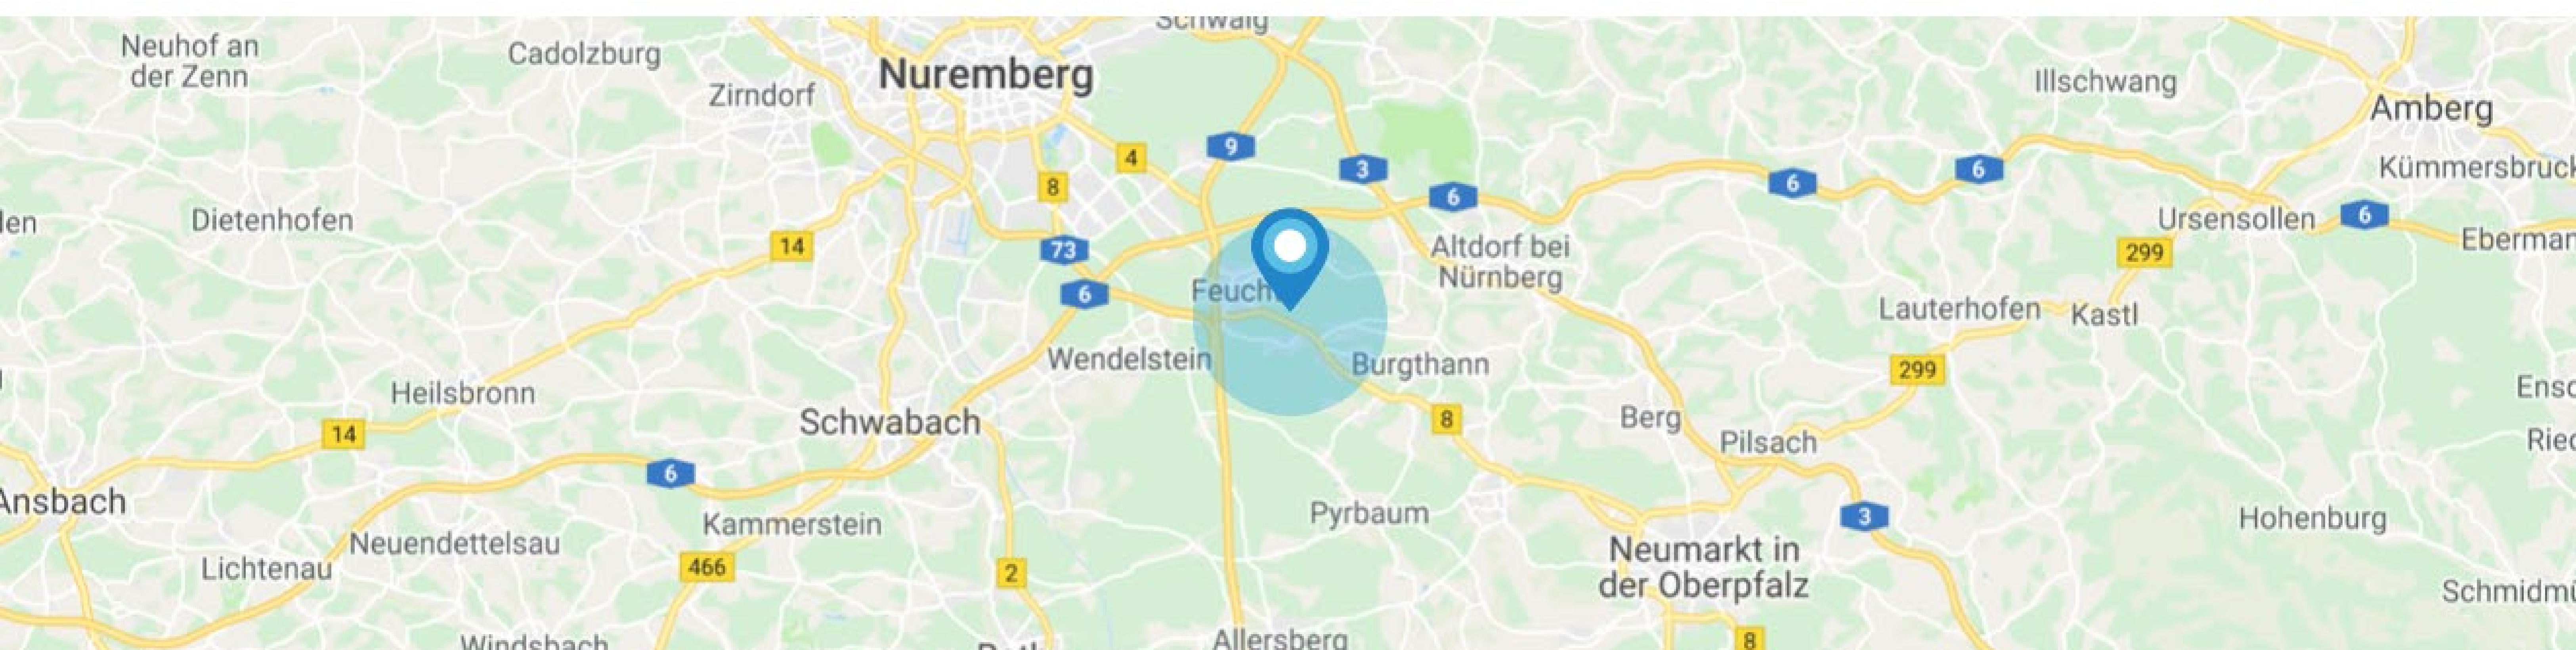 Schwaig
Neuhof an
der Zenn
Cadolzburg
Nuremberg
Zirndorf
Illschwang
Amberg
9
4
3
6
6
Kümmersbruck
8
6
Dietenhofen
Ursensollen
6
14
73
Altdorf bei
Nürnberg
299
6
Feucht
Lauterhofen
Kastl
Wendelstein
Burgthann
299
Heilsbronn
Schwabach
8
Berg
14
Pilsach
6
Ansbach
Pyrbaum
3
Hohenburg
Kammerstein
Neuendettelsau
Neumarkt in
der Oberpfalz
Lichtenau
466
2
Windsbach
Allersberg
8